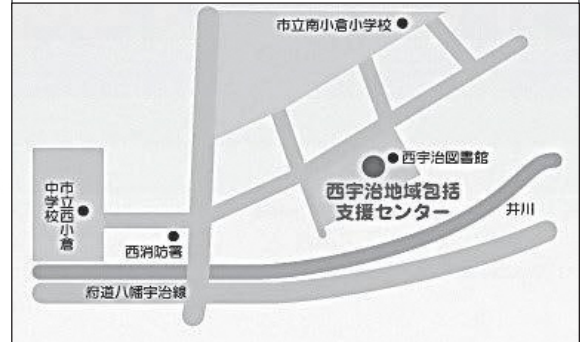 市立南小倉小学校
西宇治図書館
西宇治地域包括
支援センター
市立西小倉
中学校
井川
西消防署
府道八幡宇治線